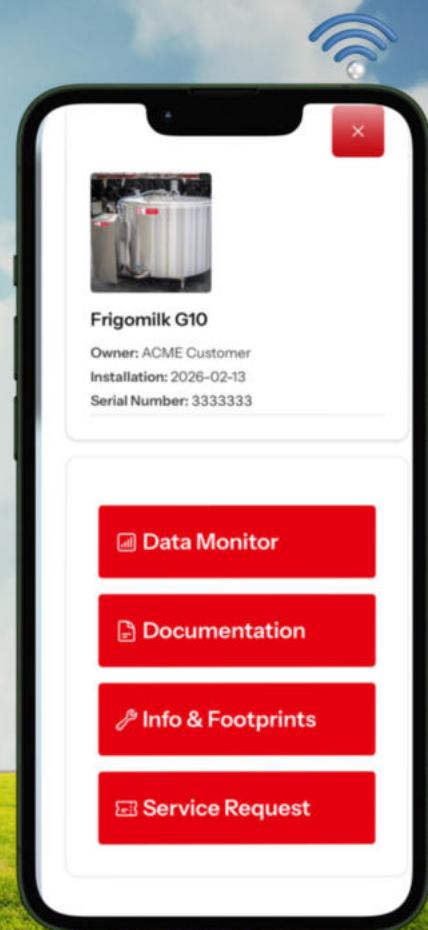 Frigomilk G10
Owner: ACME Customer
Installation: 2026-02-13
Serial Number: 3333333
Data Monitor
Documentation
Info & Footprints
Service Request